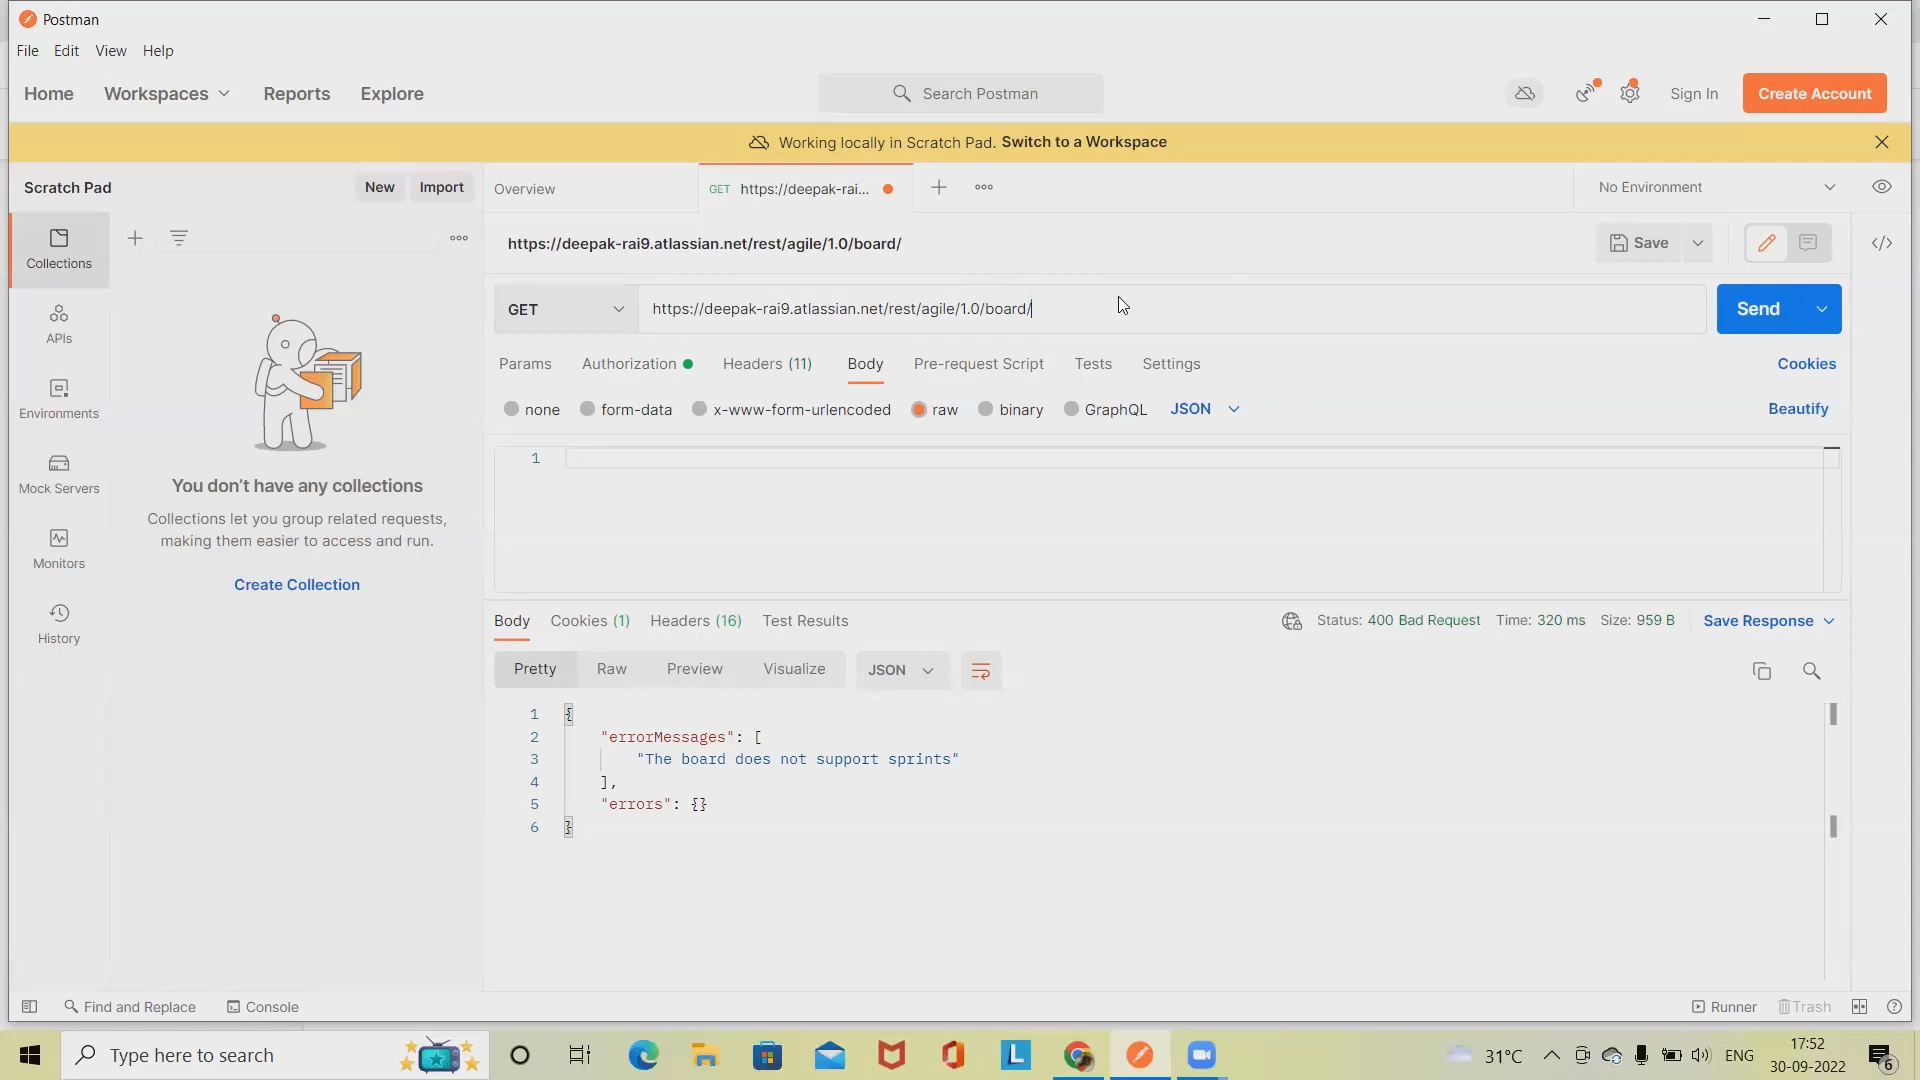 Postman
File Edit View Help
Home Workspaces Reports Explore Search Postman Sign In Create Account
Working locally in Scratch Pad. Switch to a Workspace
Scratch Pad New Import Overview GET https://deepak-rai... No Environment
Collections
https://deepak-rai9.atlassian.net/rest/agile/1.0/board/ Save
GET https://deepak-rai9.atlassian.net/rest/agile/1.0/board/ Send
APIs
Params Authorization Headers (11) Body Pre-request Script Tests Settings Cookies
Environments
none form-data x-www-form-urlencoded raw binary GraphQL JSON Beautify
1
Mock Servers
You don't have any collections
Collections let you group related requests,
making them easier to access and run.
Monitors
Create Collection
History
Body Cookies (1) Headers (16) Test Results Status: 400 Bad Request Time: 320 ms Size: 959 B Save Response
Pretty Raw Preview Visualize JSON
1 {
2 "errorMessages": [
3 "The board does not support sprints"
4 ],
5 "errors": {}
6 }
Find and Replace Console Runner Trash
Type here to search 31°C ENG 17:52
30-09-2022 6